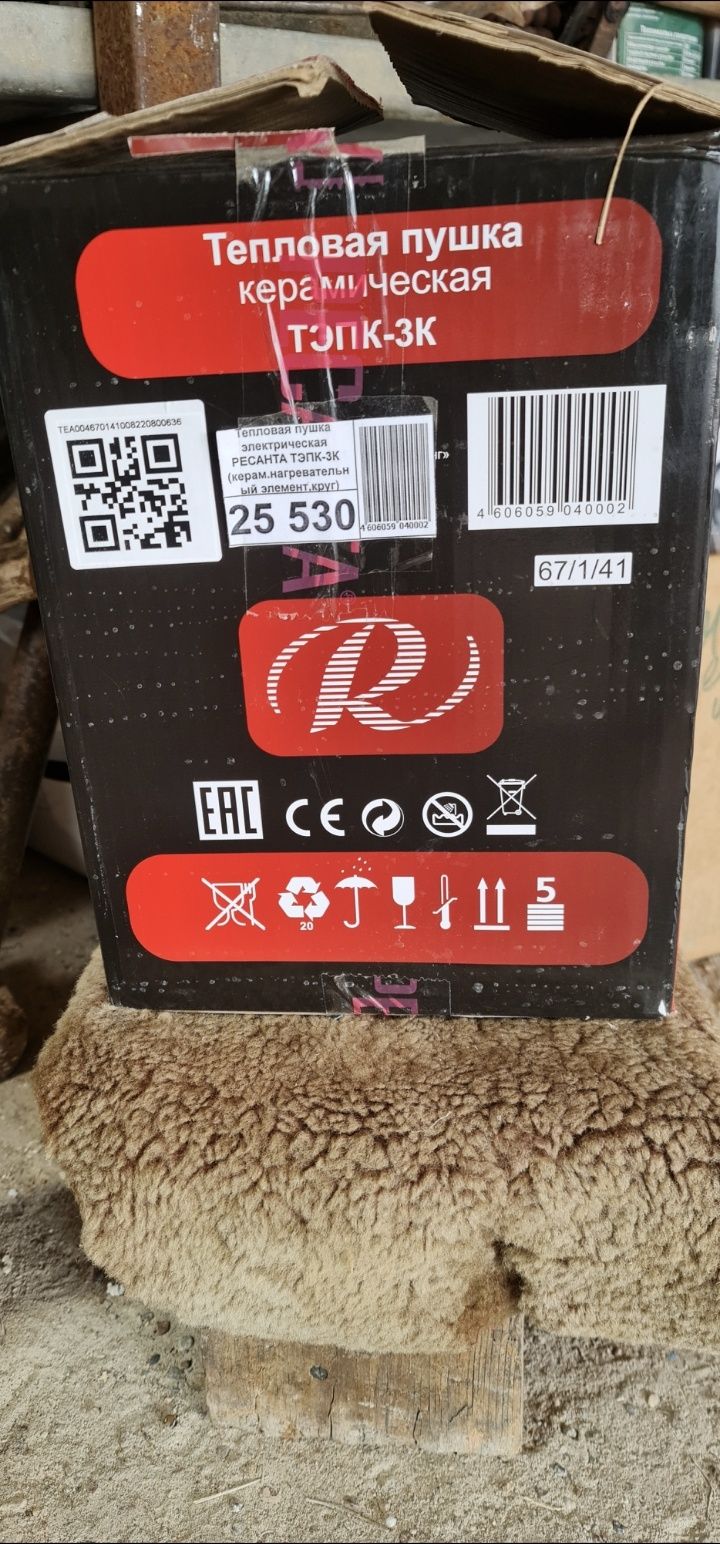 Тепловая пушка
керамическая
ТЭПК-3К
TEA004670141008220800636
Тепловая пушка
электрическая
РЕСАНТА ТЭПК-3К
(керам.нагревательн
ый элемент,круг)
25 530
4 606059 040002
4 606059 040002
67/1/41
R
EAC
CE
20
5